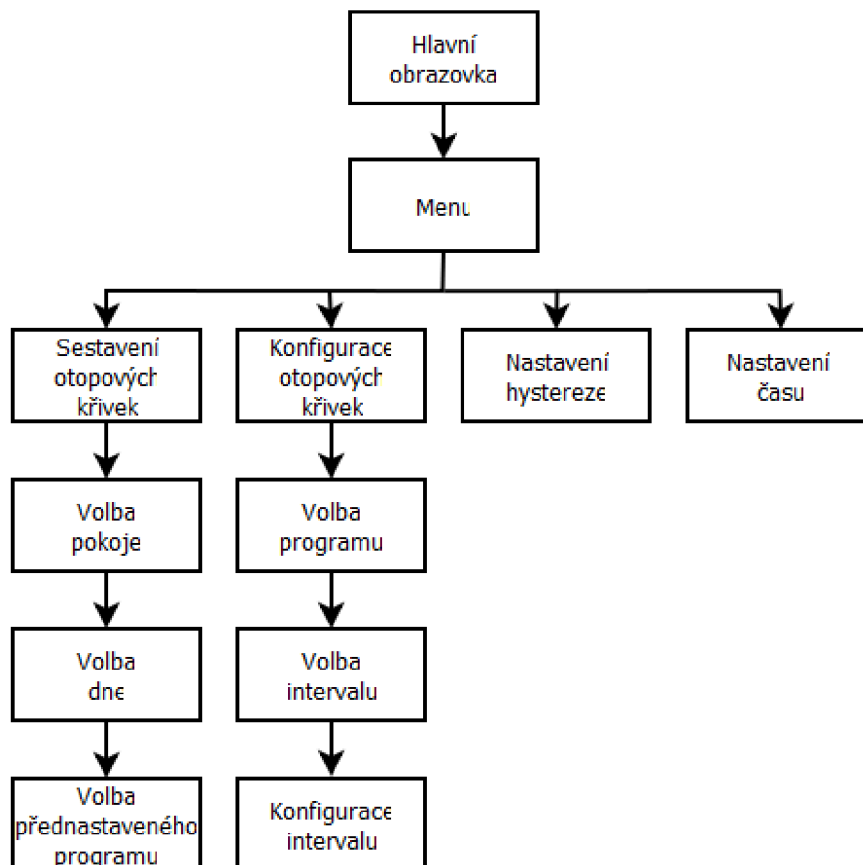 Hlavní
obrazovka
Menu
Sestavení
otopových
křivek
Konfigurace
otopových
křivek
Nastavení
hystereze
Nastavení
času
Volba
pokoje
Volba
programu
Volba
dne
Volba
intervalu
Volba
přednastaveného
programu
Konfigurace
intervalu